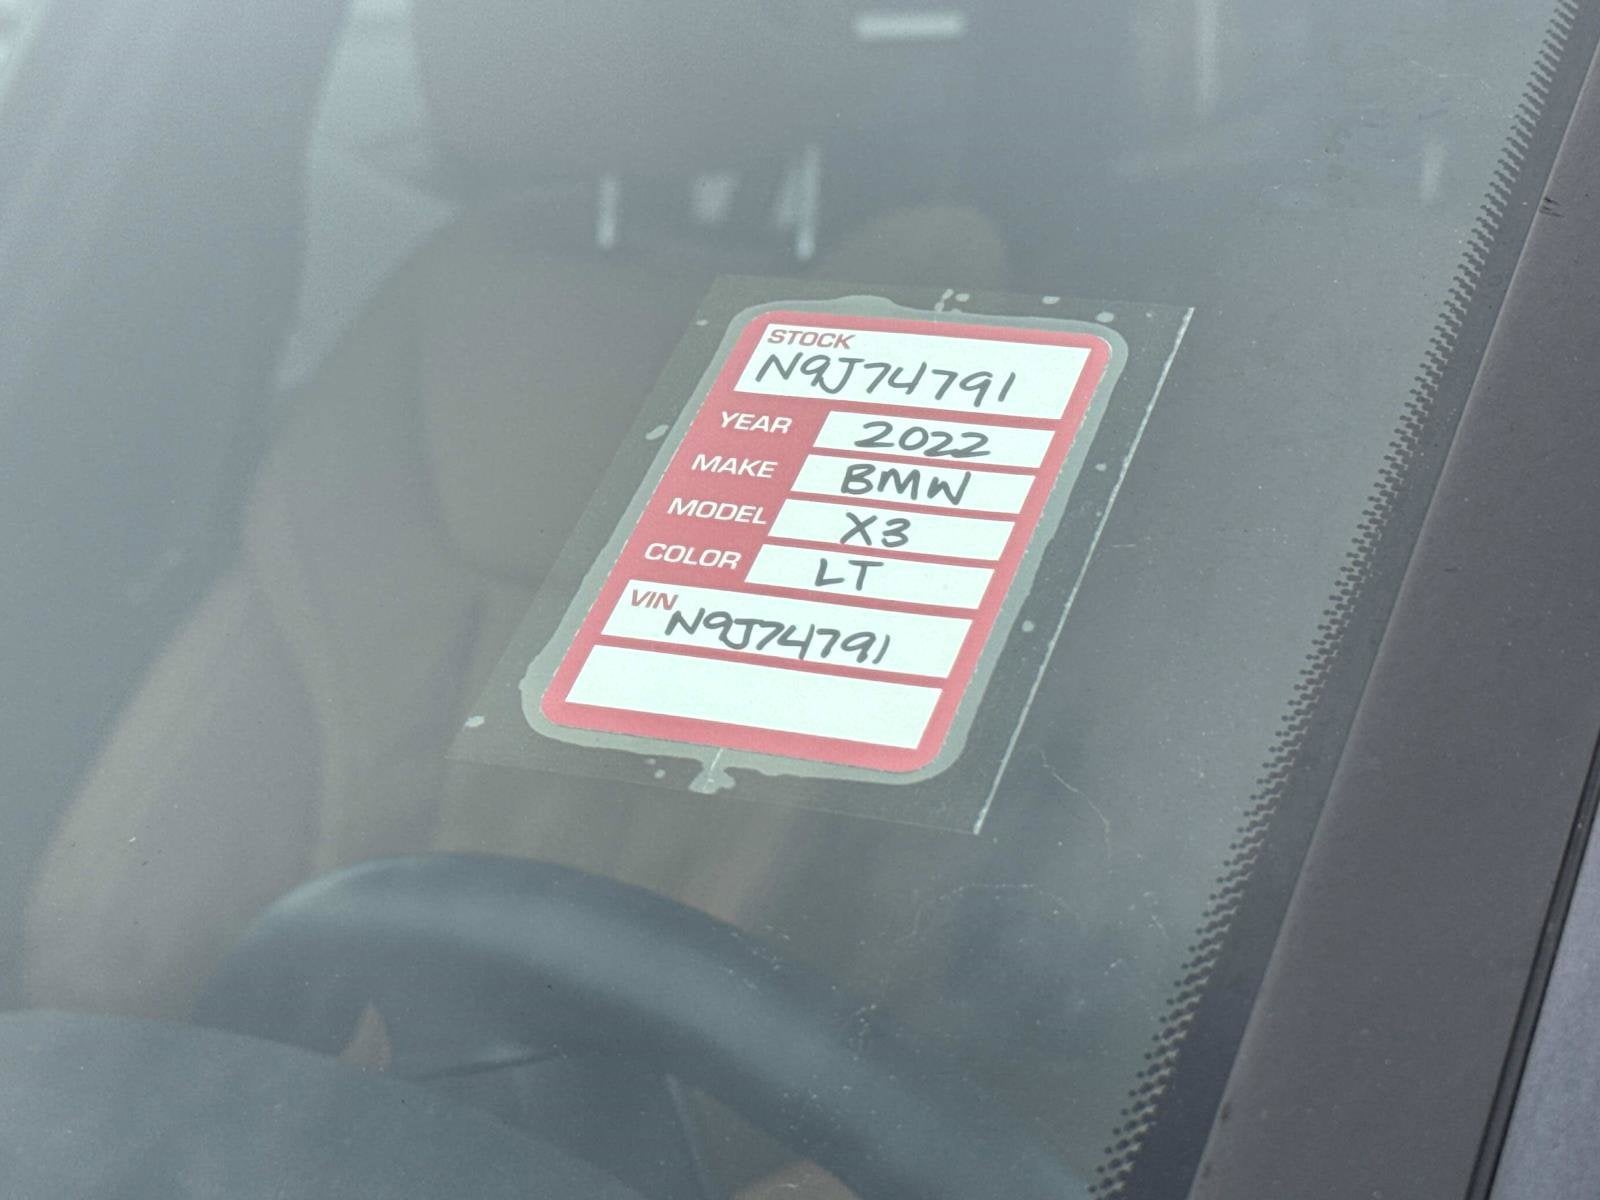 STOCK
N9J74791
YEAR 2022
MAKE BMW
MODEL X3
COLOR LT
VIN
N9J74791